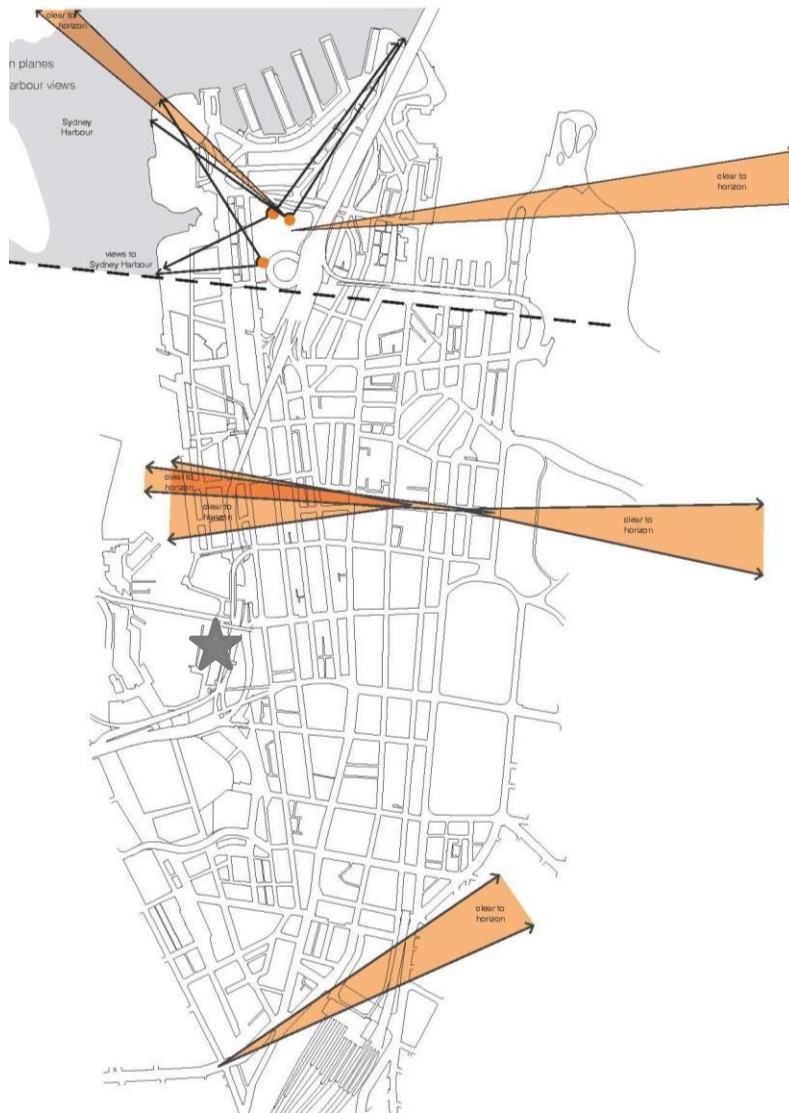 clear to
horizon
n planes
arbour views
Sydney
Harbour
clear to
horizon
views to
Sydney Harbour
clear to
horizon
clear to
horizon
clear to
horizon
clear to
horizon